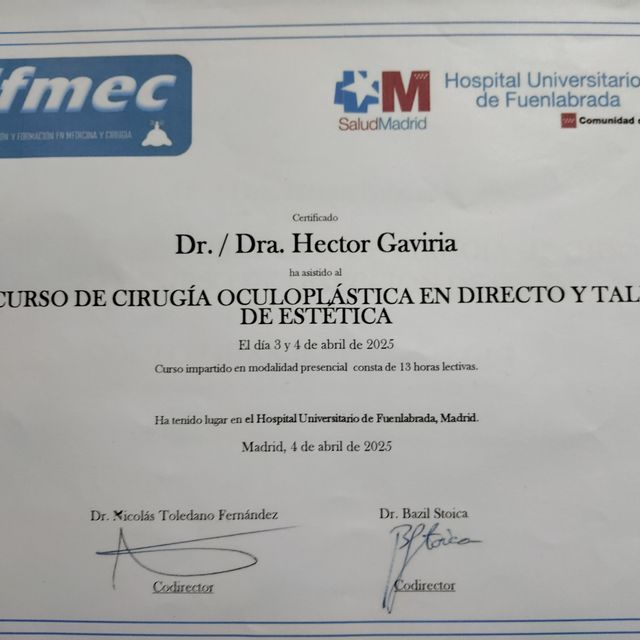 ifmec
ÓN Y FORMACIÓN EN MEDICINA Y CIRUGÍA
SaludMadrid
Hospital Universitario
de Fuenlabrada
Comunidad
Certificado
Dr. / Dra. Hector Gaviria
ha asistido al
CURSO DE CIRUGÍA OCULOPLÁSTICA EN DIRECTO Y TAL
DE ESTÉTICA
El día 3 y 4 de abril de 2025
Curso impartido en modalidad presencial consta de 13 horas lectivas.
Ha tenido lugar en el Hospital Universitario de Fuenlabrada, Madrid.
Madrid, 4 de abril de 2025
Dr. Nicolás Toledano Fernández Dr. Bazil Stoica
BStoica
Codirector Codirector